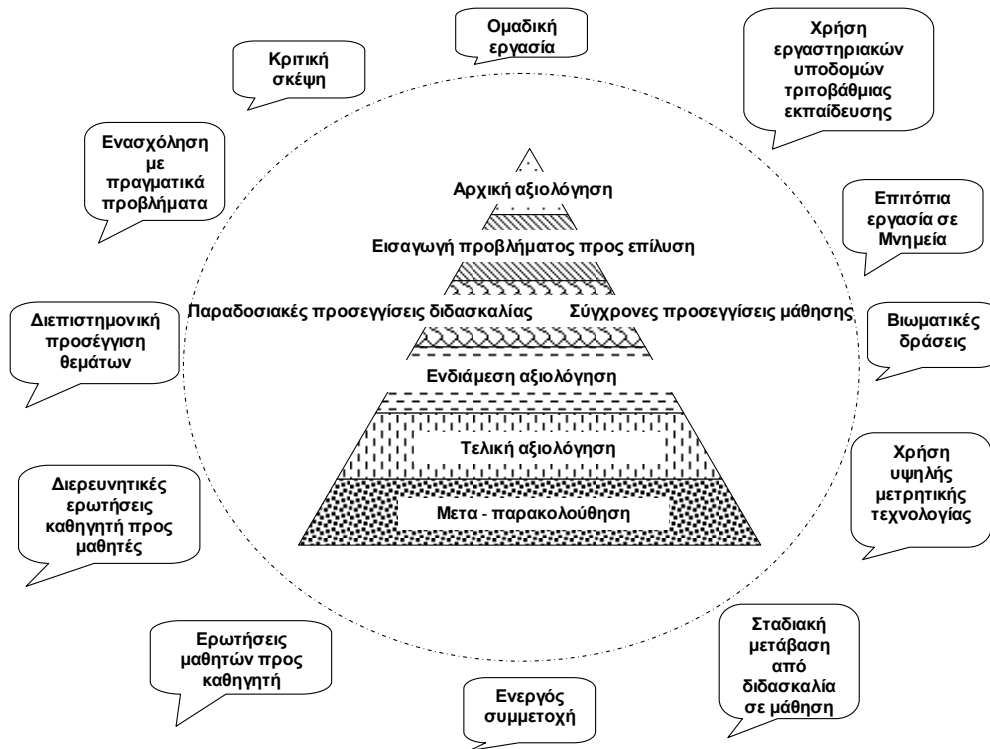 Ομαδική
εργασία
Κριτική
σκέψη
Χρήση
εργαστηριακών
υποδομών
τριτοβάθμιας
εκπαίδευσης
Ενασχόληση
με
πραγματικά
προβλήματα
Αρχική αξιολόγηση
Επιτόπια
εργασία σε
Μνημεία
Εισαγωγή προβλήματος προς επίλυση
Διεπιστημονική
προσέγγιση
θεμάτων
Παραδοσιακές προσεγγίσεις διδασκαλίας
Σύγχρονες προσεγγίσεις μάθησης
Βιωματικές
δράσεις
Ενδιάμεση αξιολόγηση
Τελική αξιολόγηση
Χρήση
υψηλής
μετρητικής
τεχνολογίας
Διερευνητικές
ερωτήσεις
καθηγητή προς
μαθητές
Μετα - παρακολούθηση
Ερωτήσεις
μαθητών προς
καθηγητή
Ενεργός
συμμετοχή
Σταδιακή
μετάβαση
από
διδασκαλία
σε μάθηση